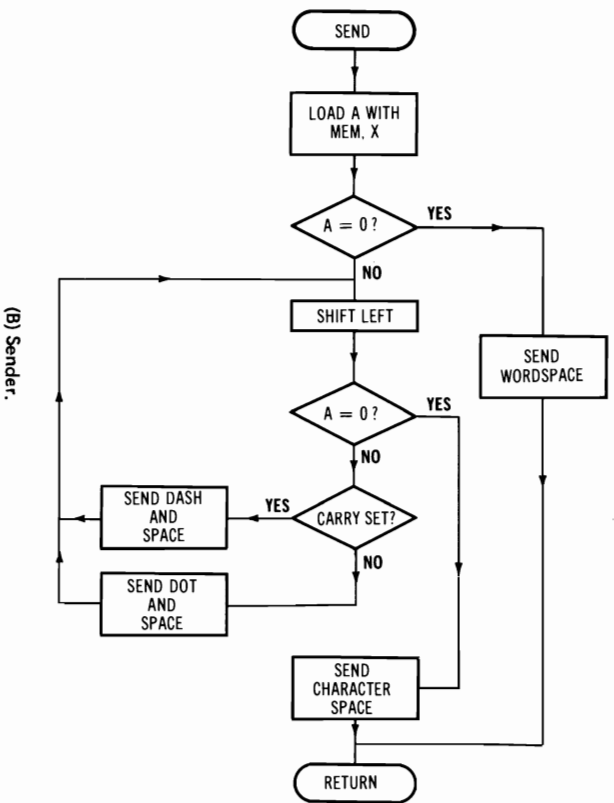 SEND
LOAD A WITH
MEM, X
A = 0?
YES
NO
SHIFT LEFT
SEND
WORDSPACE
A = 0?
YES
NO
SEND DASH
AND
SPACE
YES
CARRY SET?
NO
SEND DOT
AND
SPACE
SEND
CHARACTER
SPACE
RETURN
(B) Sender.